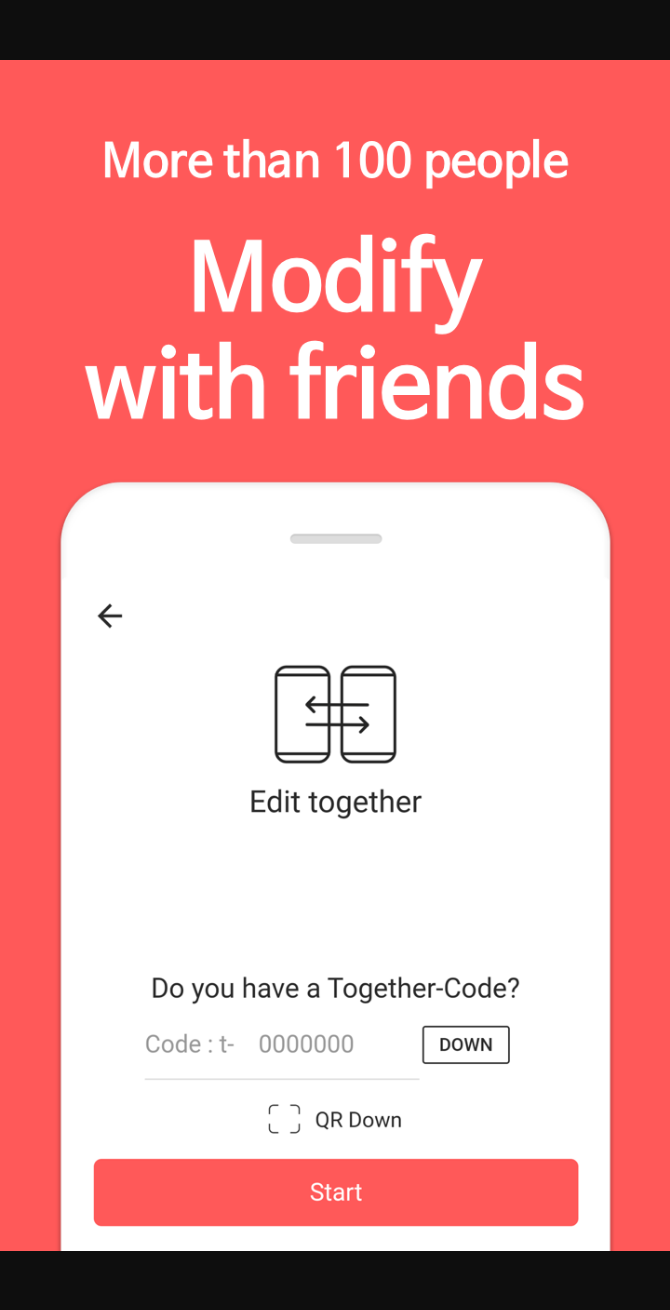 More than 100 people
Modify
with friends
Edit together
Do you have a Together-Code?
Code : t- 0000000 DOWN
QR Down
Start